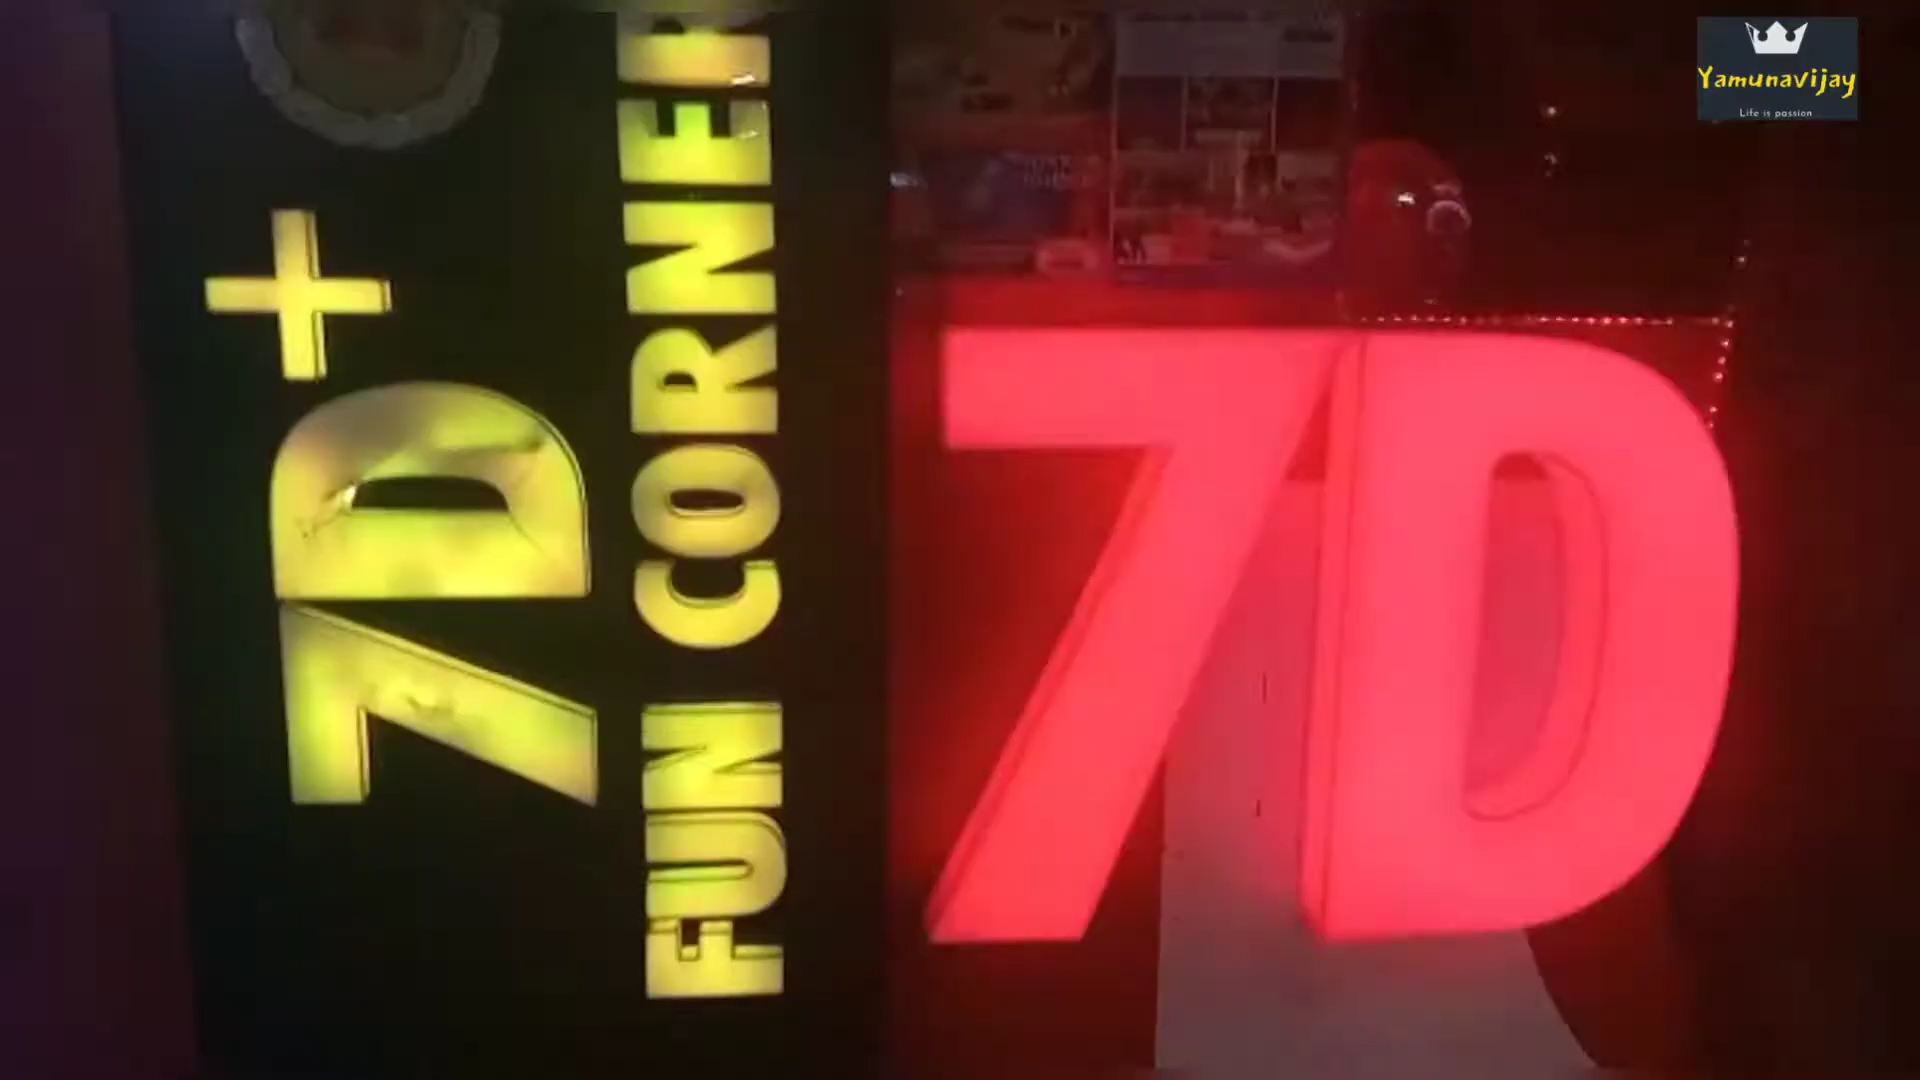 7D+
FUN CORNER
7D
Yamunavijay
Life is passion